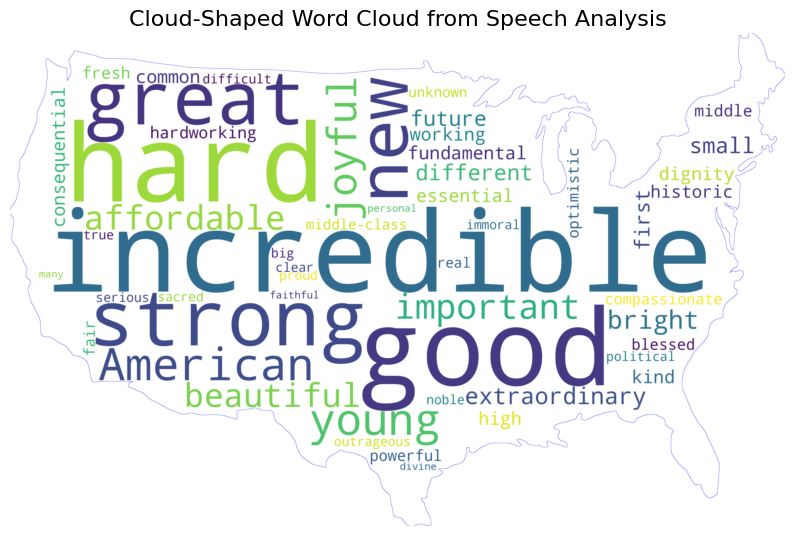 Cloud-Shaped Word Cloud from Speech Analysis
fresh
common
difficult
great
hardworking
consequential
hard
joyful
new
unknown
future
working
fundamental
different
essential
middle
small
dignity
historic
optimistic
first
affordable
personal
middle-class
immoral
true
incredible
big
clear
proud
real
many
serious
sacred
faithful
strong
important
compassionate
bright
fair
American
good
blessed
political
kind
beautiful
noble
extraordinary
young
high
outrageous
powerful
divine